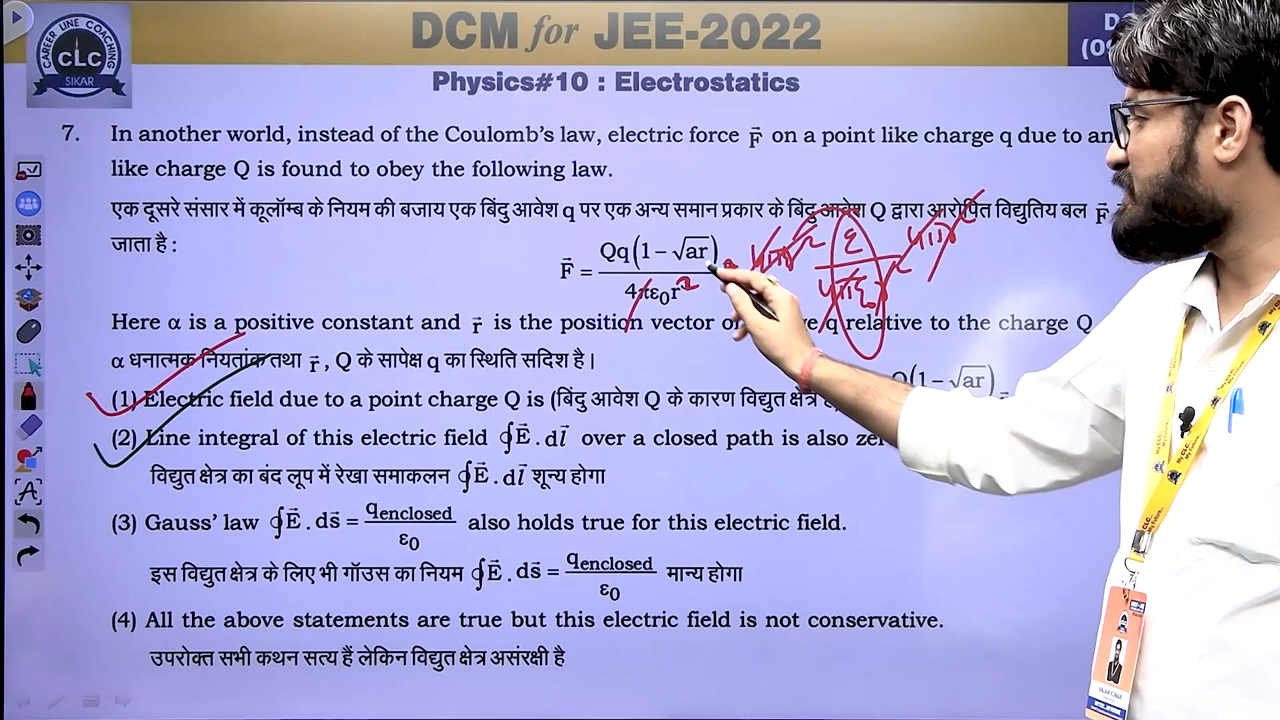 CAREER LINE COACHING
CLC
SIKAR
DCM for JEE-2022
Physics#10 : Electrostatics
7. In another world, instead of the Coulomb's law, electric force F⃗ on a point like charge q due to an
like charge Q is found to obey the following law.
एक दूसरे संसार में कूलॉम्ब के नियम की बजाय एक बिंदु आवेश q पर एक अन्य समान प्रकार के बिंदु आवेश Q द्वारा आरोपित विद्युतिय बल F⃗
जाता है :
F⃗ = Qq(1 − √ar) / 4πε₀r²
Here α is a positive constant and r⃗ is the position vector relative to the charge Q
α धनात्मक नियतांक तथा r⃗, Q के सापेक्ष q का स्थिति सदिश है।
(1) Electric field due to a point charge Q is (बिंदु आवेश Q के कारण विद्युत क्षेत्र Q(1 − √ar)
(2) Line integral of this electric field ∮E⃗ . dl⃗ over a closed path is also
विद्युत क्षेत्र का बंद लूप में रेखा समाकलन ∮E⃗ . dl⃗ शून्य होगा
(3) Gauss' law ∮E⃗ . ds⃗ = qenclosed / ε₀ also holds true for this electric field.
इस विद्युत क्षेत्र के लिए भी गॉउस का नियम ∮E⃗ . ds⃗ = qenclosed / ε₀ मान्य होगा
(4) All the above statements are true but this electric field is not conservative.
उपरोक्त सभी कथन सत्य हैं लेकिन विद्युत क्षेत्र असंरक्षी है